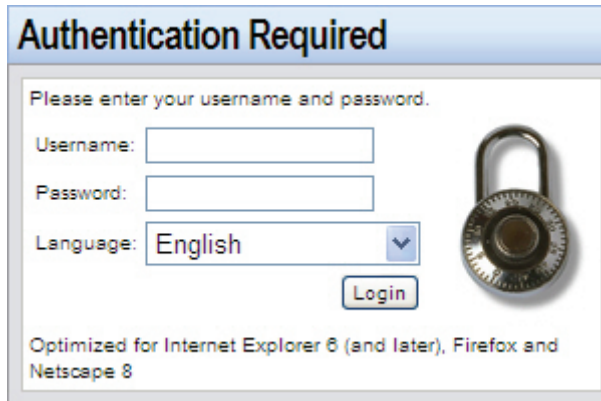 Authentication Required
Please enter your username and password.
Username:
Password:
Language: English
Login
Optimized for Internet Explorer 6 (and later), Firefox and
Netscape 8